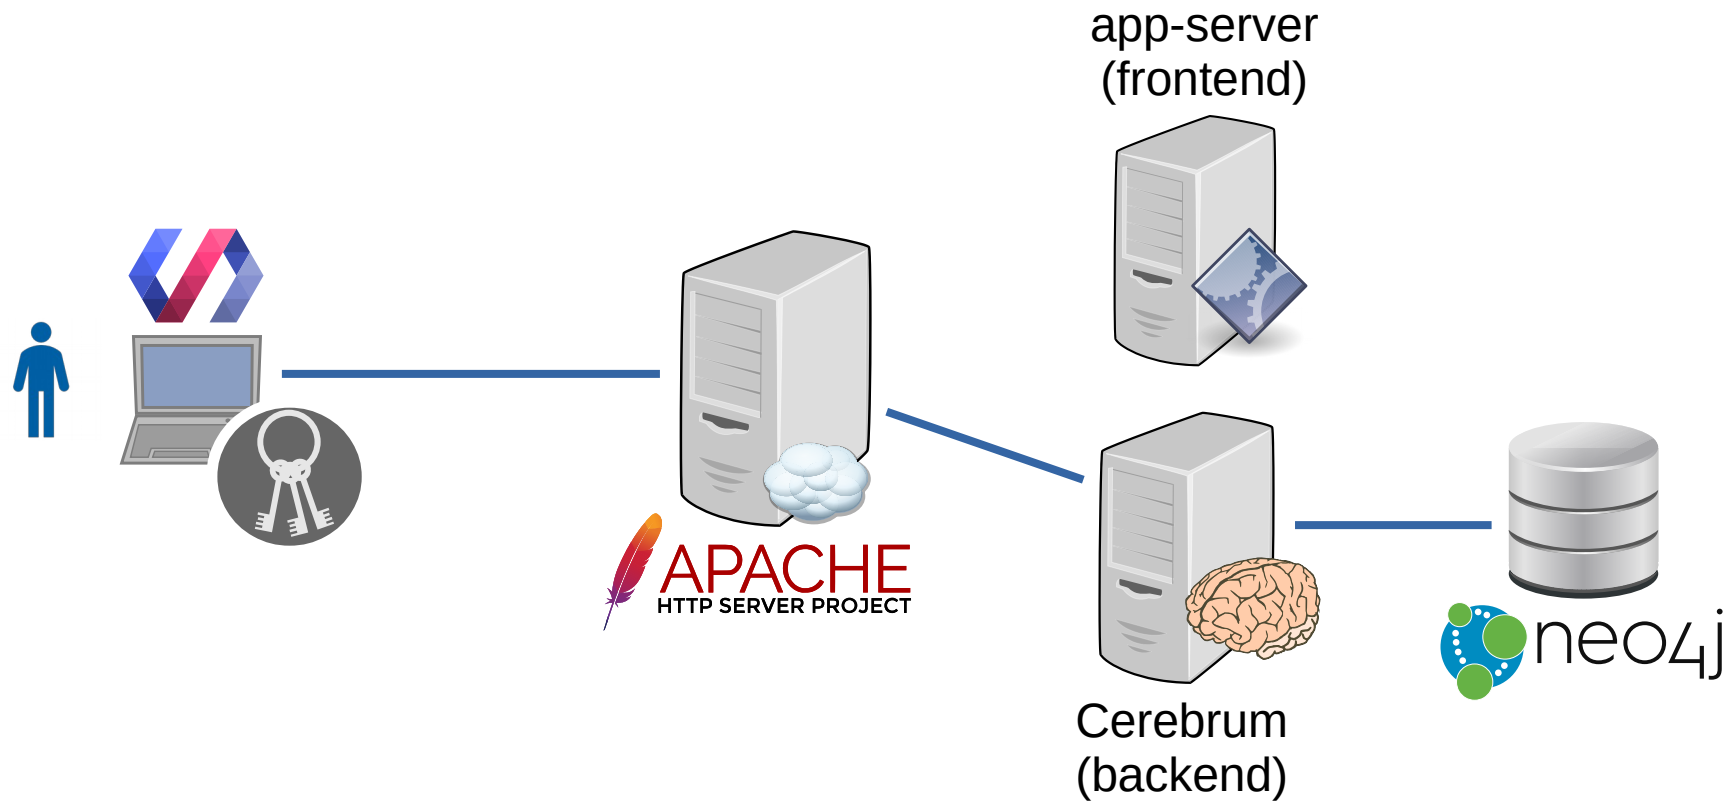 app-server
(frontend)
APACHE
HTTP SERVER PROJECT
neo4j
Cerebrum
(backend)